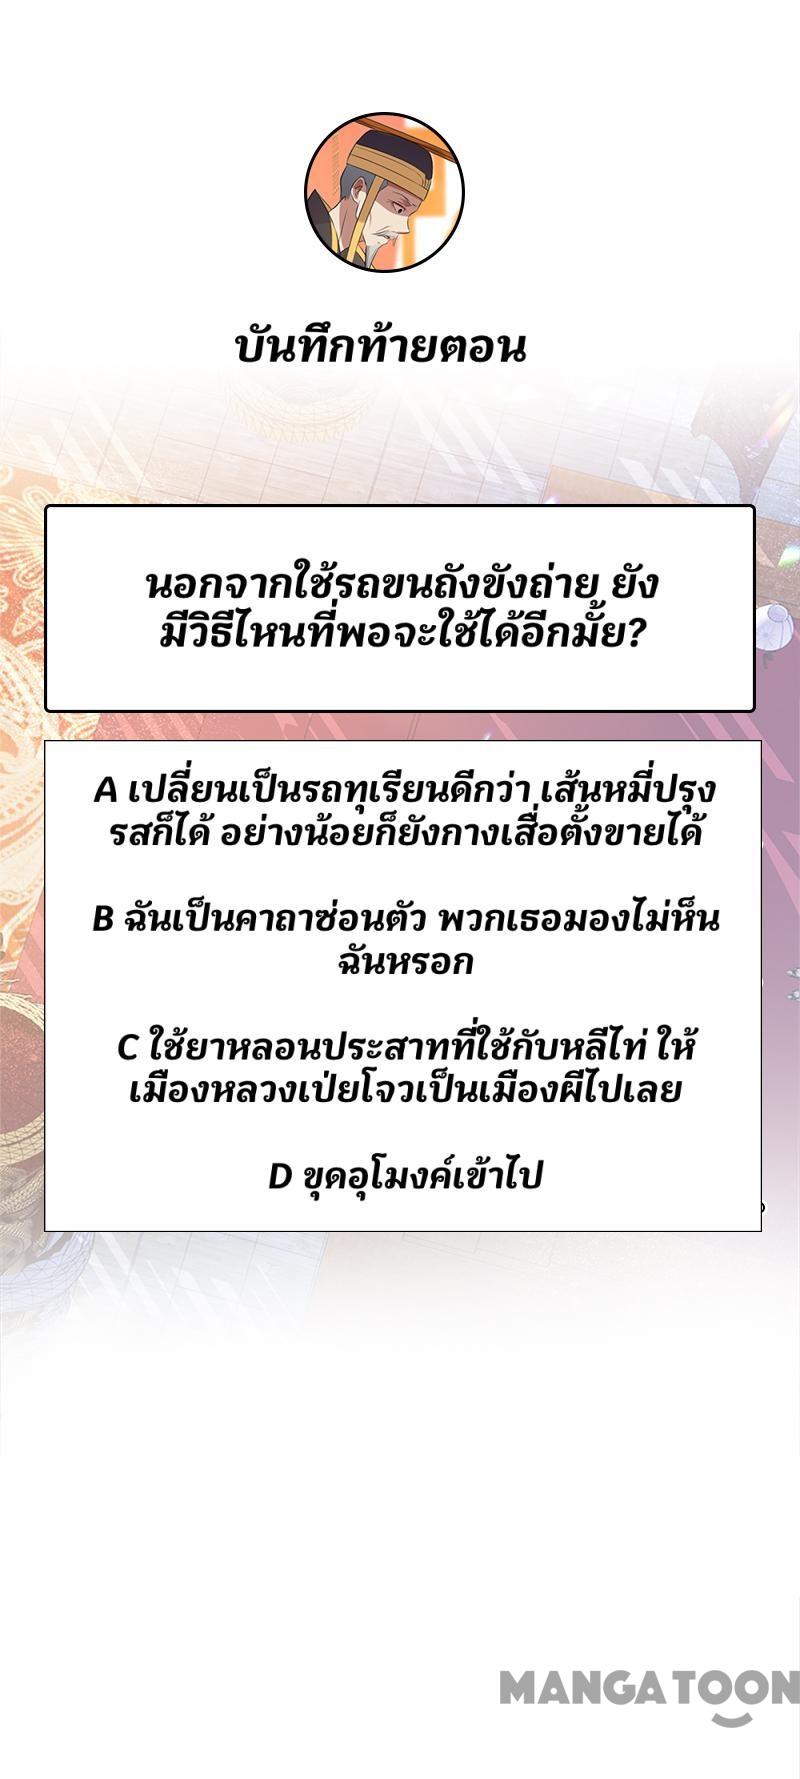 บันทึกท้ายตอน
นอกจากใช้รถขนถังขังถ่าย ยัง
มีวิธีไหนที่พอจะใช้ได้อีกมั้ย?
A เปลี่ยนเป็นรถทุเรียนดีกว่า เส้นหมี่ปรุง
รสก็ได้ อย่างน้อยก็ยังกางเสื่อตั้งขายได้
B ฉันเป็นคาถาซ่อนตัว พวกเธอมองไม่ห็น
ฉันหรอก
C ใช้ยาหลอนประสาทที่ใช้กับหลีไท่ ให้
เมืองหลวงเป่ยโจวเป็นเมืองผีไปเลย
D ขุดอุโมงค์เข้าไป
MANGATOON